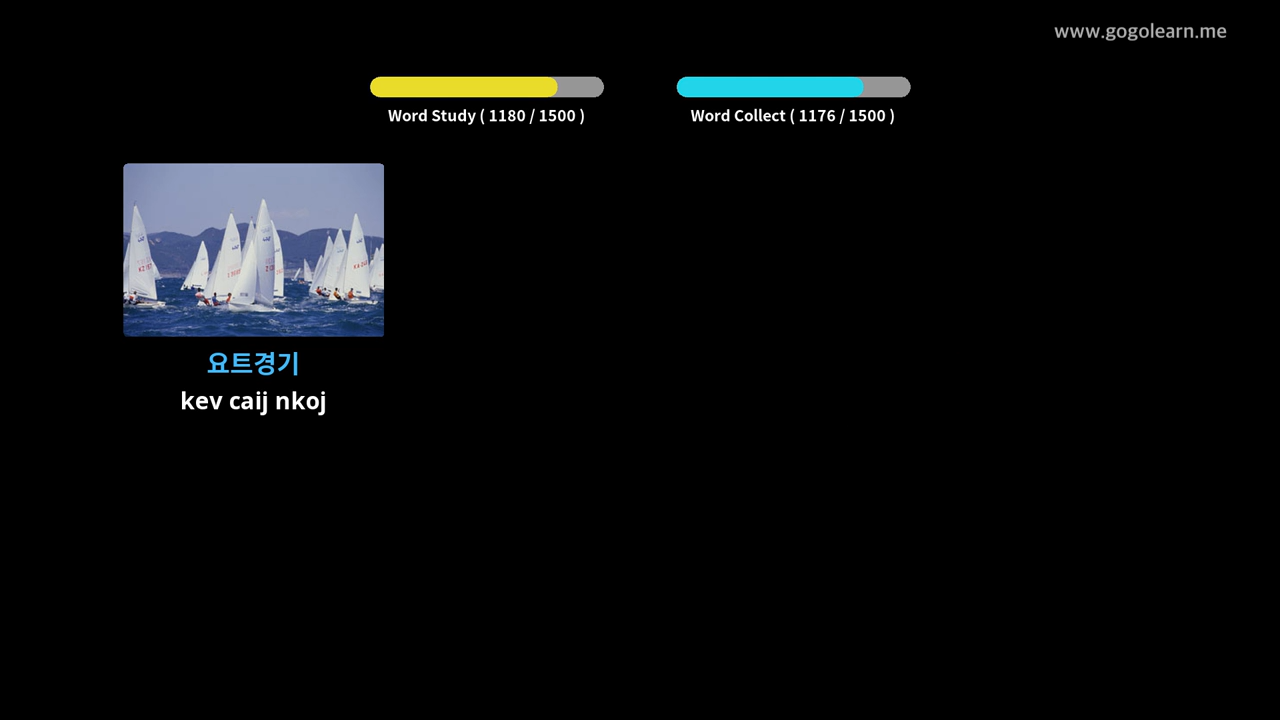 www.gogolearn.me
Word Study ( 1180 / 1500 )
Word Collect ( 1176 / 1500 )
요트경기
kev caij nkoj